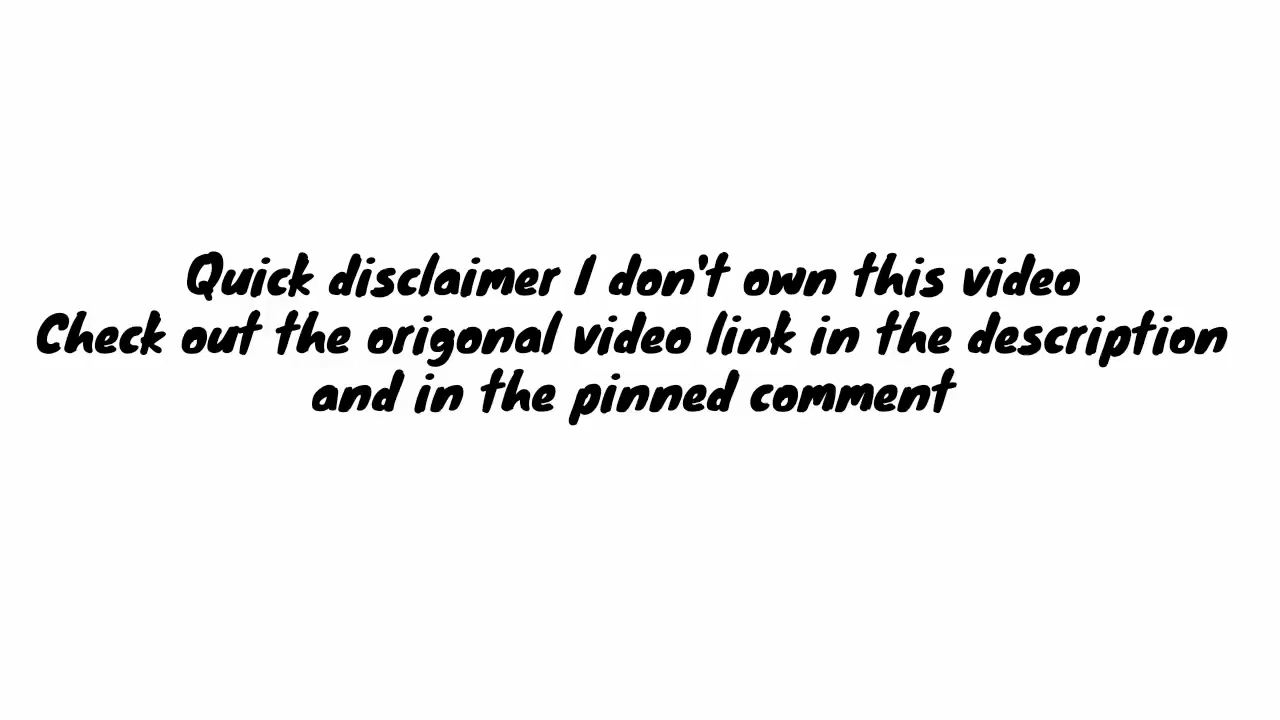 Quick disclaimer I don't own this video
Check out the origonal video link in the description
and in the pinned comment